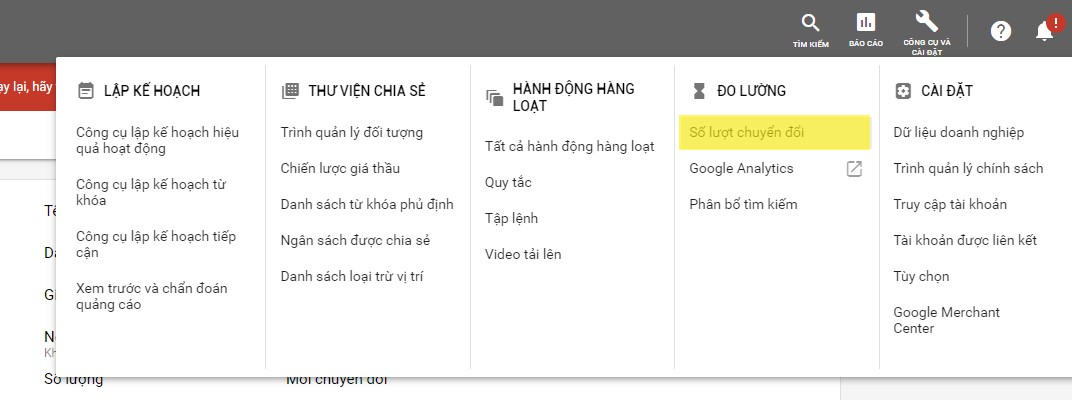 TÌM KIẾM
BÁO CÁO
CÔNG CỤ VÀ
CÀI ĐẶT
!
ạy lại, hãy
LẬP KẾ HOẠCH
Công cụ lập kế hoạch hiệu
quả hoạt động
Công cụ lập kế hoạch từ
khóa
Công cụ lập kế hoạch tiếp
cận
Xem trước và chẩn đoán
quảng cáo
THƯ VIỆN CHIA SẺ
Trình quản lý đối tượng
Chiến lược giá thầu
Danh sách từ khóa phủ định
Ngân sách được chia sẻ
Danh sách loại trừ vị trí
HÀNH ĐỘNG HÀNG
LOẠT
Tất cả hành động hàng loạt
Quy tắc
Tập lệnh
Video tải lên
ĐO LƯỜNG
Số lượt chuyển đổi
Google Analytics
Phân bổ tìm kiếm
CÀI ĐẶT
Dữ liệu doanh nghiệp
Trình quản lý chính sách
Truy cập tài khoản
Tài khoản được liên kết
Tùy chọn
Google Merchant
Center
Số lượng
Mỗi chuyển đổi